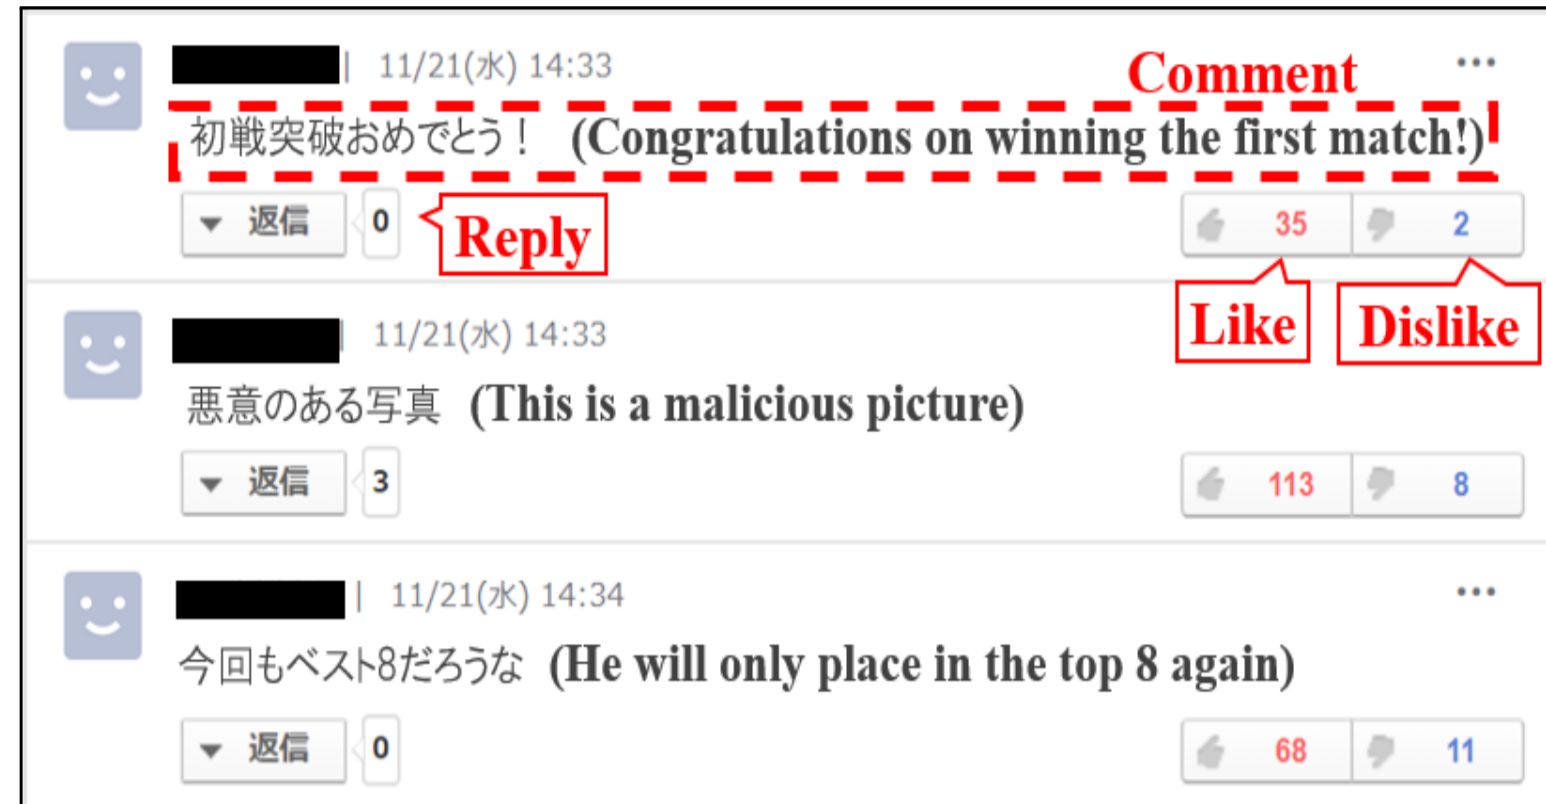 | 11/21(水) 14:33
Comment
初戦突破おめでとう！ (Congratulations on winning the first match!)
返信 0
Reply
35 2
Like
Dislike
| 11/21(水) 14:33
悪意のある写真 (This is a malicious picture)
返信 3
113 8
| 11/21(水) 14:34
今回もベスト8だろうな (He will only place in the top 8 again)
返信 0
68 11